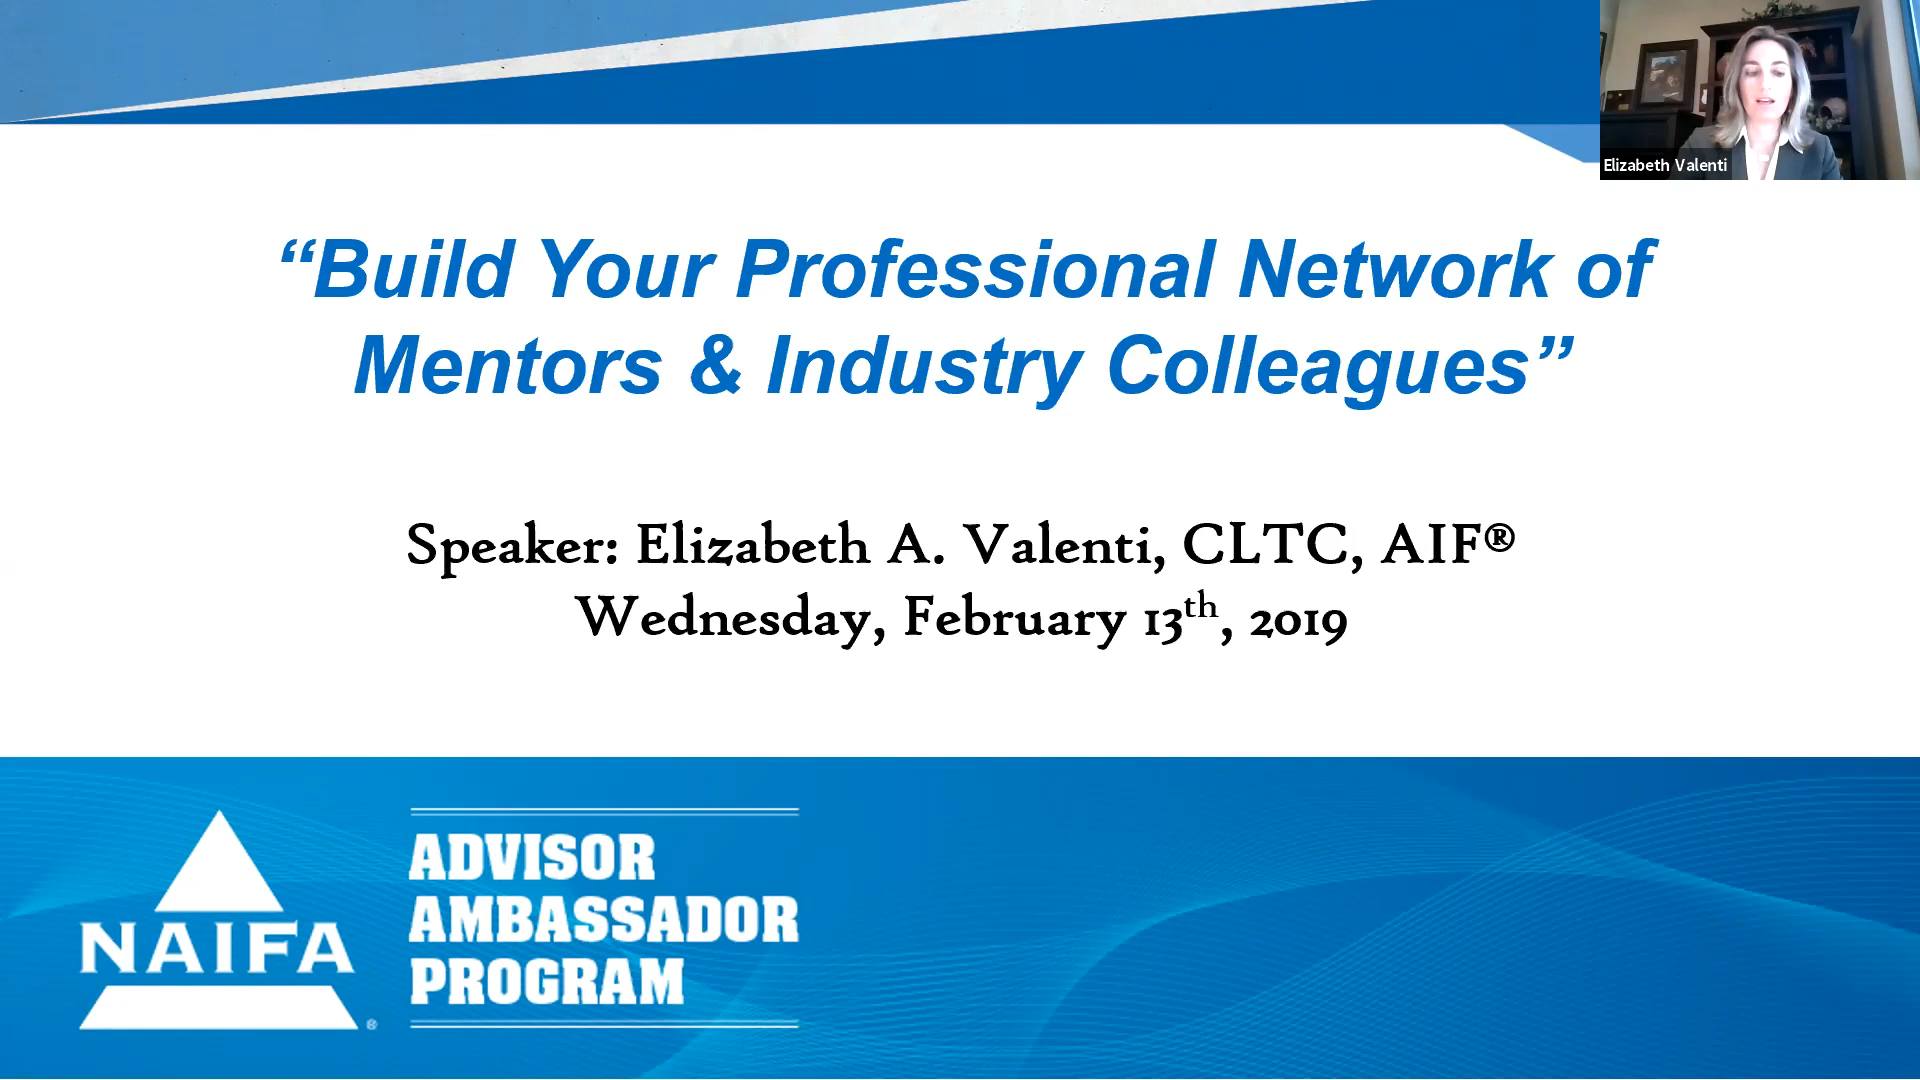 Elizabeth Valenti
“Build Your Professional Network of
Mentors & Industry Colleagues”
Speaker: Elizabeth A. Valenti, CLTC, AIF®
Wednesday, February 13th, 2019
NAIFA®
ADVISOR
AMBASSADOR
PROGRAM